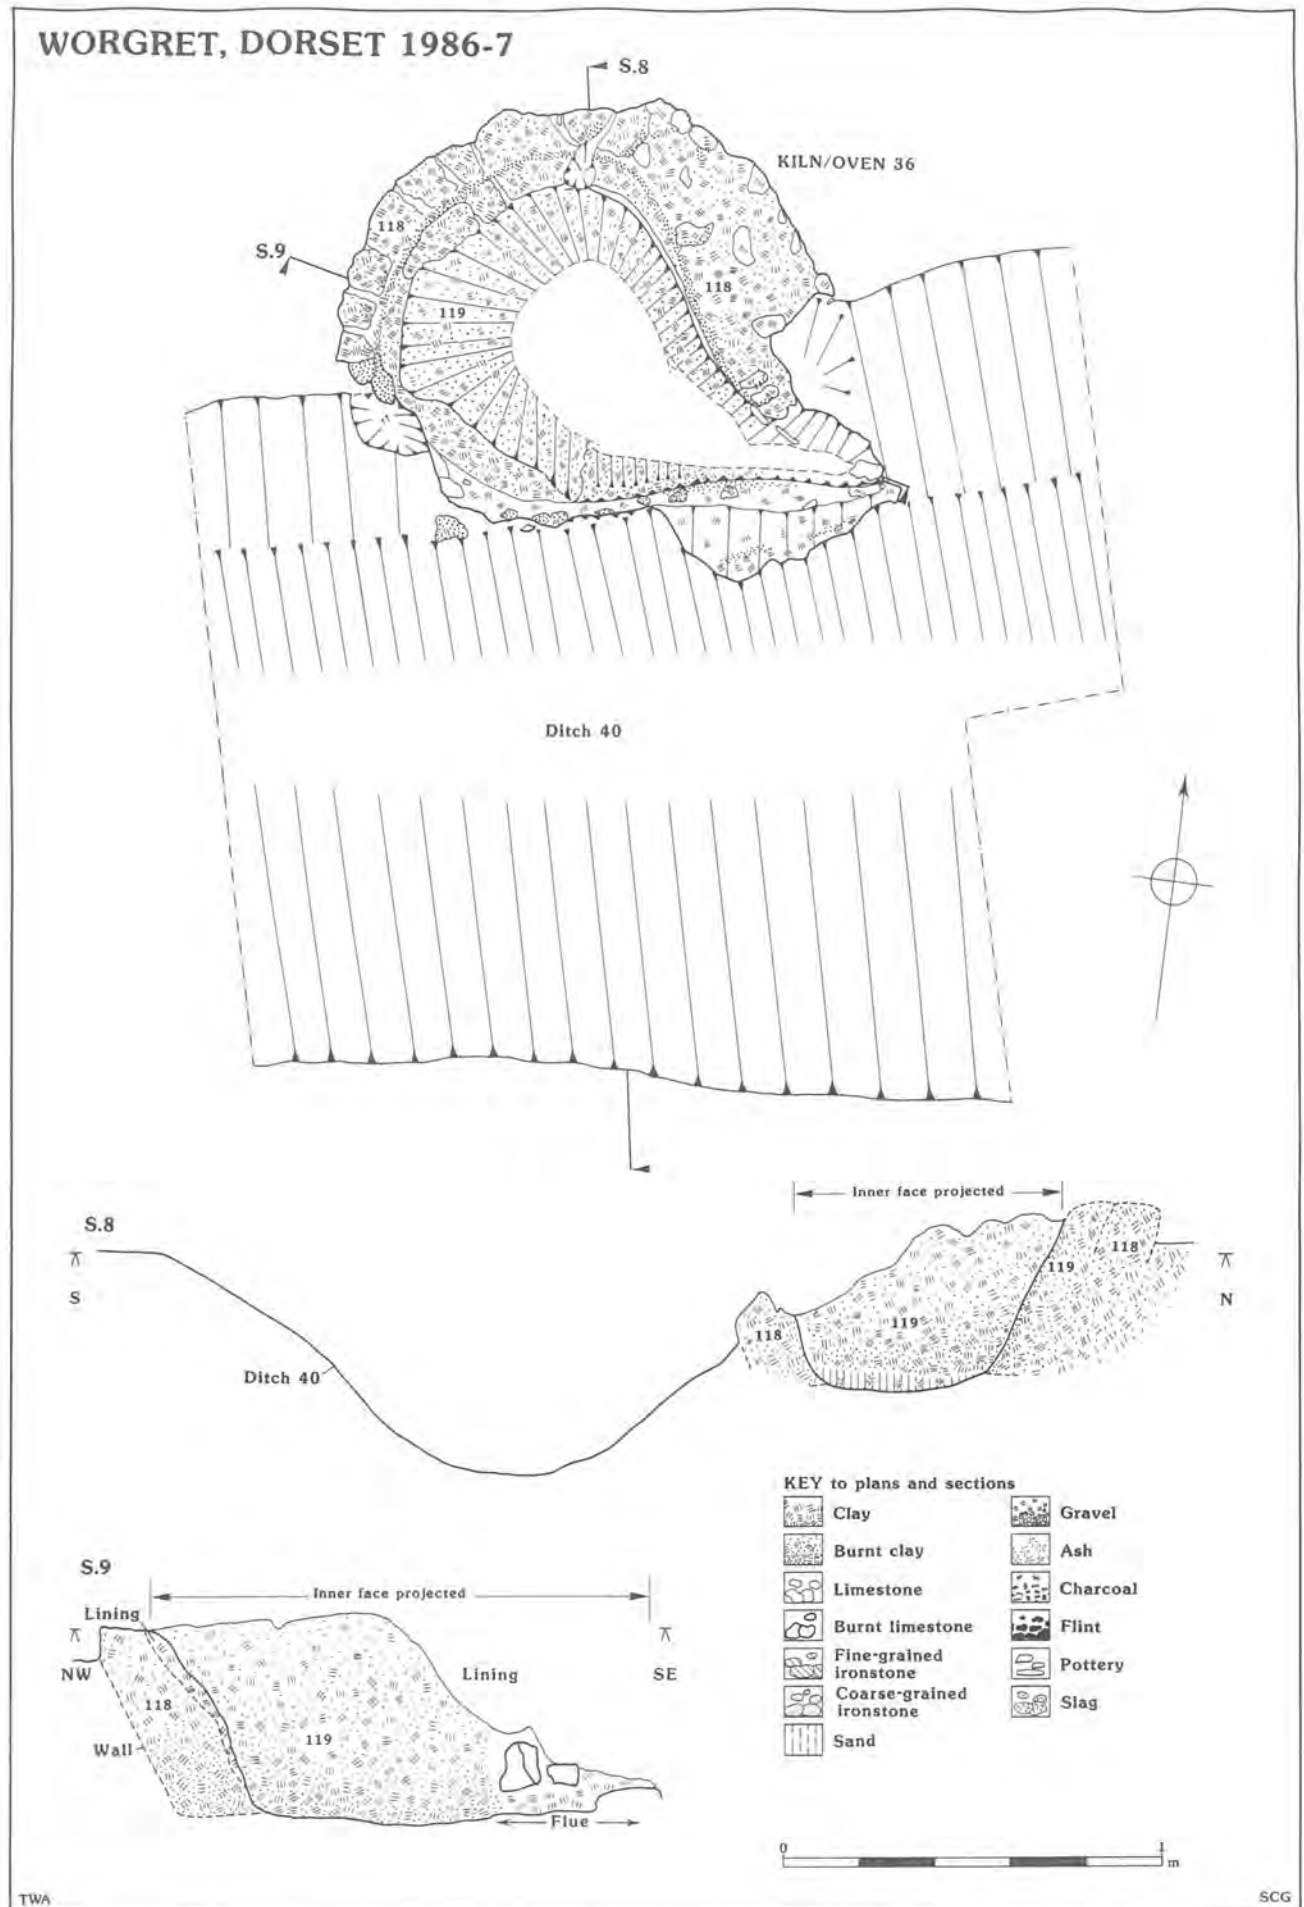 WORGRET, DORSET 1986-7
S.8
KILN/OVEN 36
118
S.9
118
119
Ditch 40
Inner face projected
S.8
118
119
S
N
119
118
Ditch 40
KEY to plans and sections
Clay
Gravel
Burnt clay
Ash
Limestone
Charcoal
Burnt limestone
Flint
Fine-grained
ironstone
Pottery
Coarse-grained
ironstone
Slag
Sand
S.9
Inner face projected
Lining
NW
Lining
SE
118
Wall
119
Flue
0
1
m
TWA
SCG